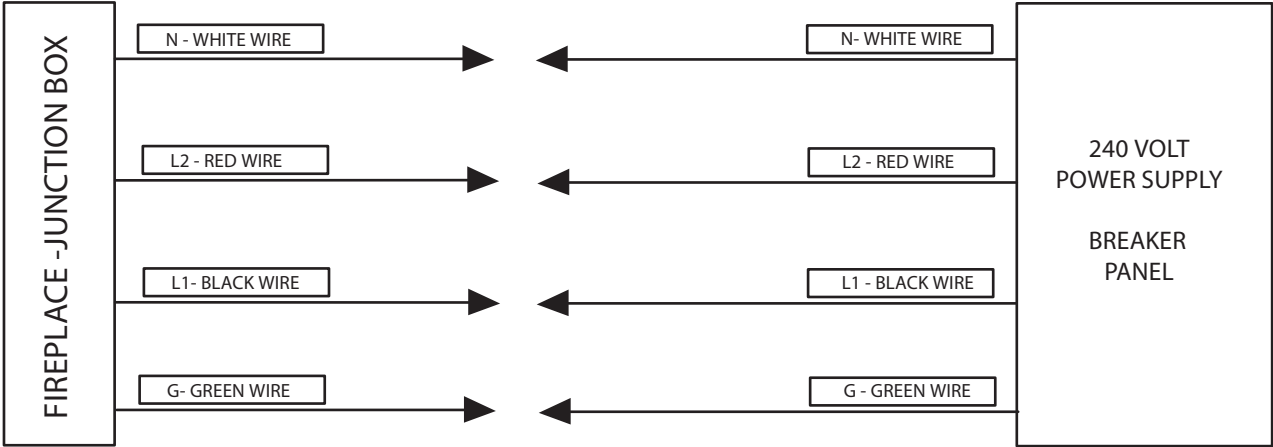 FIREPLACE -JUNCTION BOX
N - WHITE WIRE
L2 - RED WIRE
L1- BLACK WIRE
G- GREEN WIRE
N- WHITE WIRE
L2 - RED WIRE
L1 - BLACK WIRE
G - GREEN WIRE
240 VOLT
POWER SUPPLY
BREAKER
PANEL